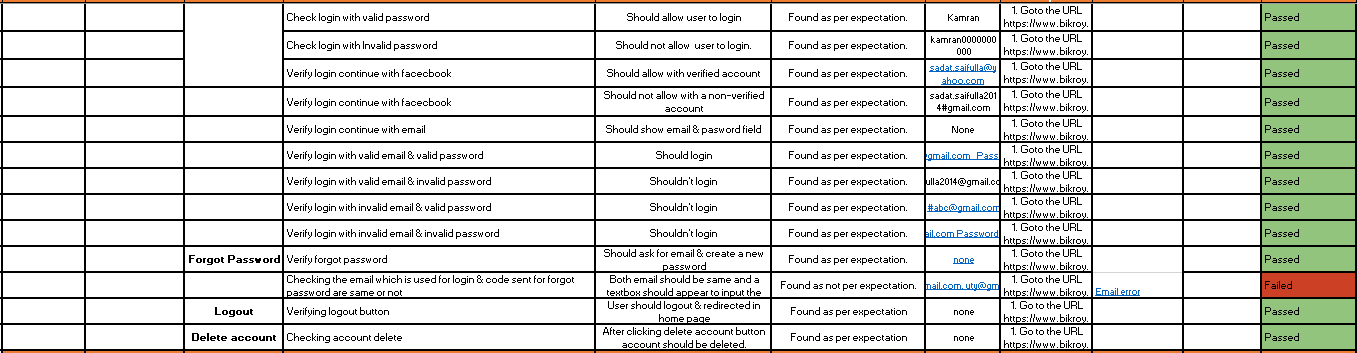 Check login with valid password Should allow user to login Found as per expectation. Kamran 1. Goto the URL https://www.bikroy. Passed
Check login with Invalid password Should not allow user to login. Found as per expectation. kamran0000000 000 1. Goto the URL https://www.bikroy. Passed
Verify login continue with facecbook Should allow with verified account Found as per expectation. sadat.saifulla@y ahoo.com 1. Goto the URL https://www.bikroy. Passed
Verify login continue with facecbook Should not allow with a non-verified account Found as per expectation. sadat.saifulla201 4#gmail.com 1. Goto the URL https://www.bikroy. Passed
Verify login continue with email Should show email & pasword field Found as per expectation. None 1. Goto the URL https://www.bikroy. Passed
Verify login with valid email & valid password Should login Found as per expectation. @gmail.com Pass 1. Goto the URL https://www.bikroy. Passed
Verify login with valid email & invalid password Shouldn't login Found as per expectation. ulla2014@gmail.co 1. Goto the URL https://www.bikroy. Passed
Verify login with invalid email & valid password Shouldn't login Found as per expectation. #abc@gmail.com 1. Goto the URL https://www.bikroy. Passed
Verify login with invalid email & invalid password Shouldn't login Found as per expectation. ail.com Password 1. Goto the URL https://www.bikroy. Passed
Forgot Password Verify forgot password Should ask for email & create a new password Found as per expectation. none 1. Go to the URL https://www.bikroy. Passed
Checking the email which is used for login & code sent for forgot password are same or not Both email should be same and a textbox should appear to input the Found as not per expectation. mail.com, uty@gm 1. Go to the URL https://www.bikroy. Email error Failed
Logout Verifying logout button User should logout & redirected in home page Found as per expectation none 1. Go to the URL https://www.bikroy. Passed
Delete account Checking account delete After clicking delete account button account should be deleted. Found as per expectation none 1. Go to the URL https://www.bikroy. Passed